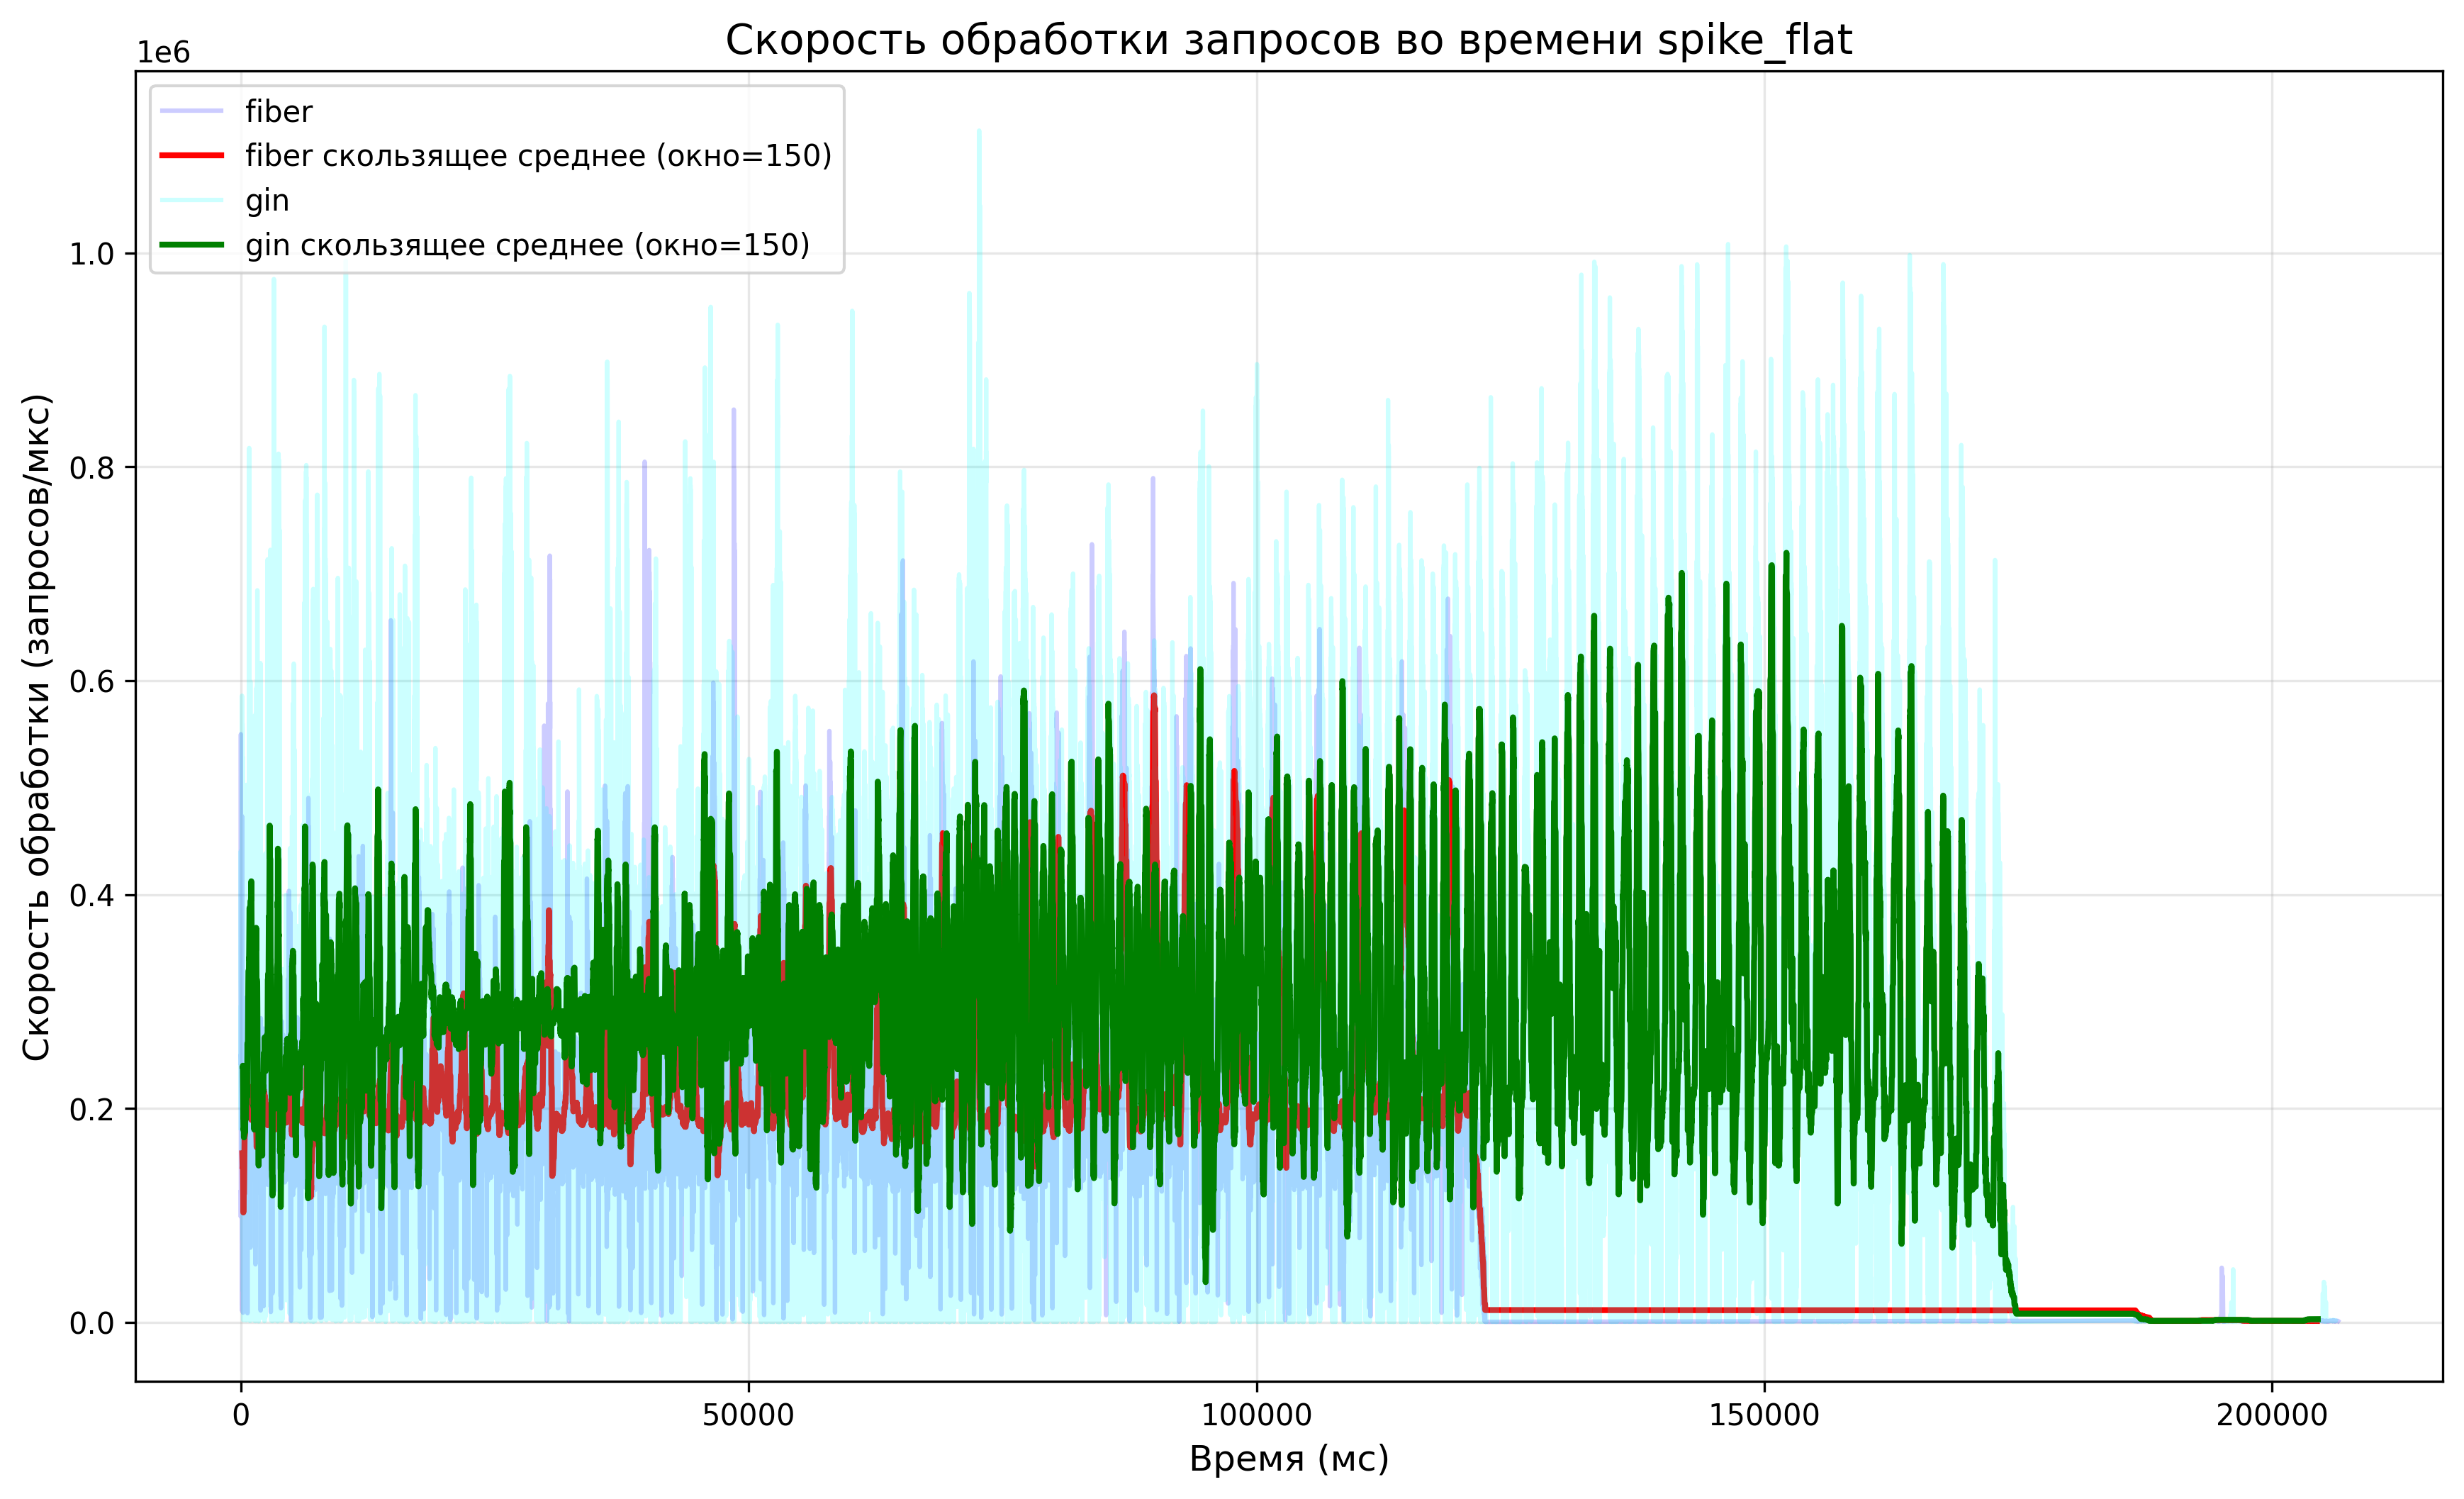 Скорость обработки запросов во времени spike_flat
1e6
fiber
fiber скользящее среднее (окно=150)
gin
gin скользящее среднее (окно=150)
1.0
0.8
0.6
0.4
0.2
0.0
Скорость обработки (запросов/мкс)
0
50000
100000
150000
200000
Время (мс)